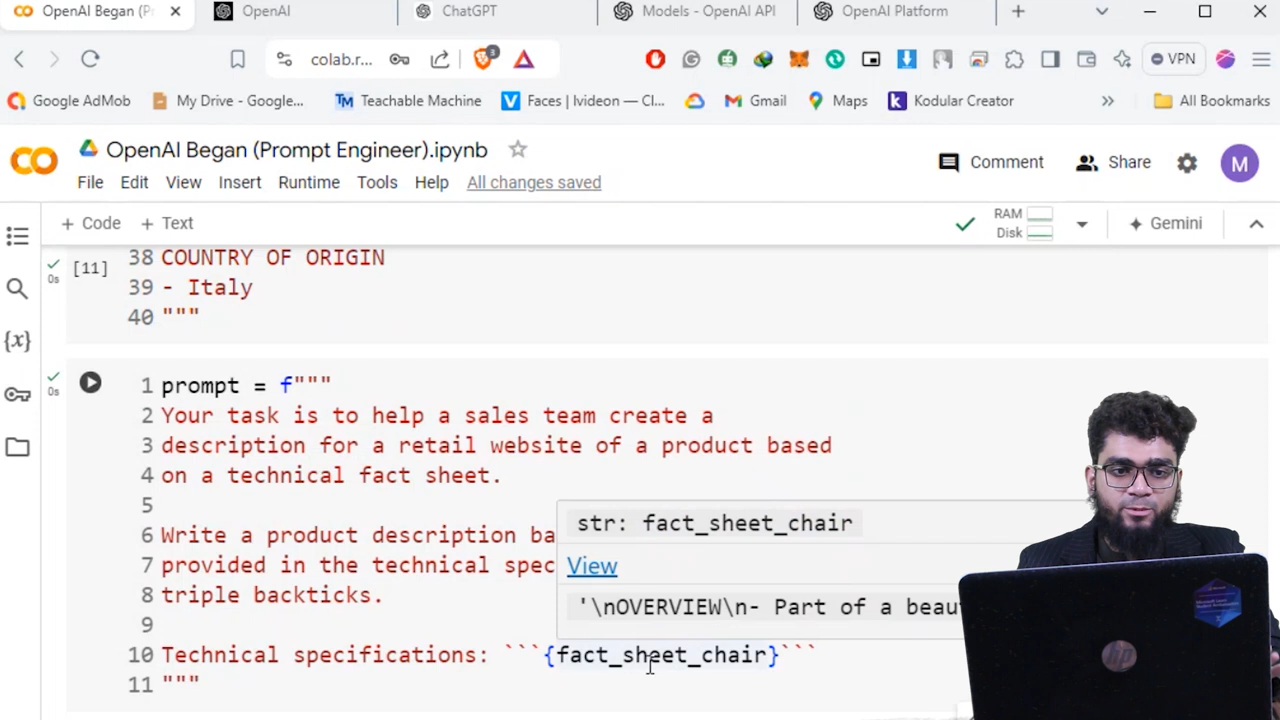 OpenAI Began (P
OpenAI
ChatGPT
Models - OpenAI API
OpenAI Platform
colab.r...
3
VPN
Google AdMob
My Drive - Google...
TM Teachable Machine
V Faces | Ivideon — Cl...
Gmail
Maps
Kodular Creator
All Bookmarks
OpenAI Began (Prompt Engineer).ipynb
Comment
Share
M
File
Edit
View
Insert
Runtime
Tools
Help
All changes saved
+ Code
+ Text
RAM
Disk
Gemini
0s
[11]
38 COUNTRY OF ORIGIN
39 - Italy
40 """
0s
1 prompt = f"""
2 Your task is to help a sales team create a
3 description for a retail website of a product based
4 on a technical fact sheet.
5
6 Write a product description ba
7 provided in the technical spec
8 triple backticks.
9
10 Technical specifications: ```{fact_sheet_chair}```
11 """
str: fact_sheet_chair
View
'\nOVERVIEW\n- Part of a beau
hp